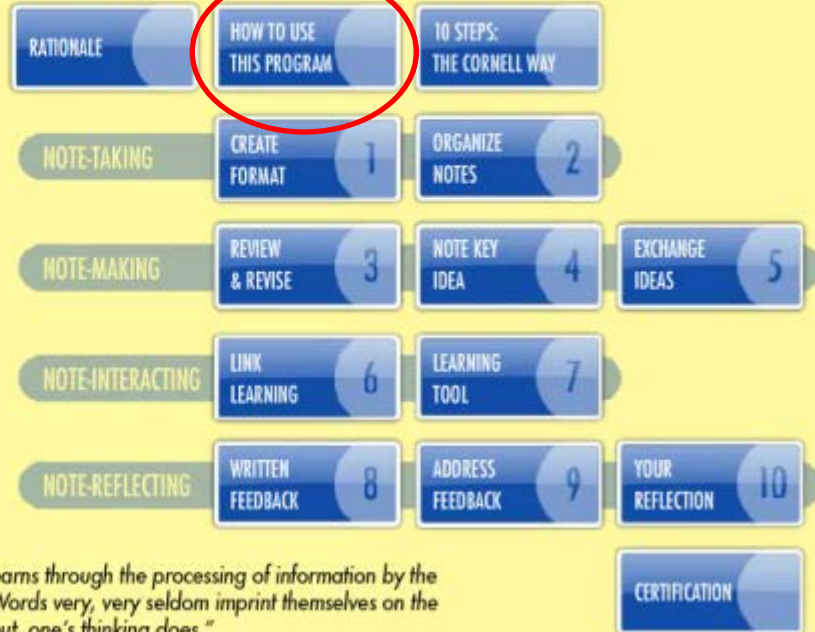 RATIONALE
HOW TO USE
THIS PROGRAM
10 STEPS:
THE CORNELL WAY
NOTE-TAKING
CREATE
FORMAT
1
ORGANIZE
NOTES
2
NOTE-MAKING
REVIEW
& REVISE
3
NOTE KEY
IDEA
4
EXCHANGE
IDEAS
5
NOTE-INTERACTING
LINK
LEARNING
6
LEARNING
TOOL
7
NOTE-REFLECTING
WRITTEN
FEEDBACK
8
ADDRESS
FEEDBACK
9
YOUR
REFLECTION
10
through the processing of information by the
Words very, very seldom imprint themselves on the
one's thinking does."
CERTIFICATION